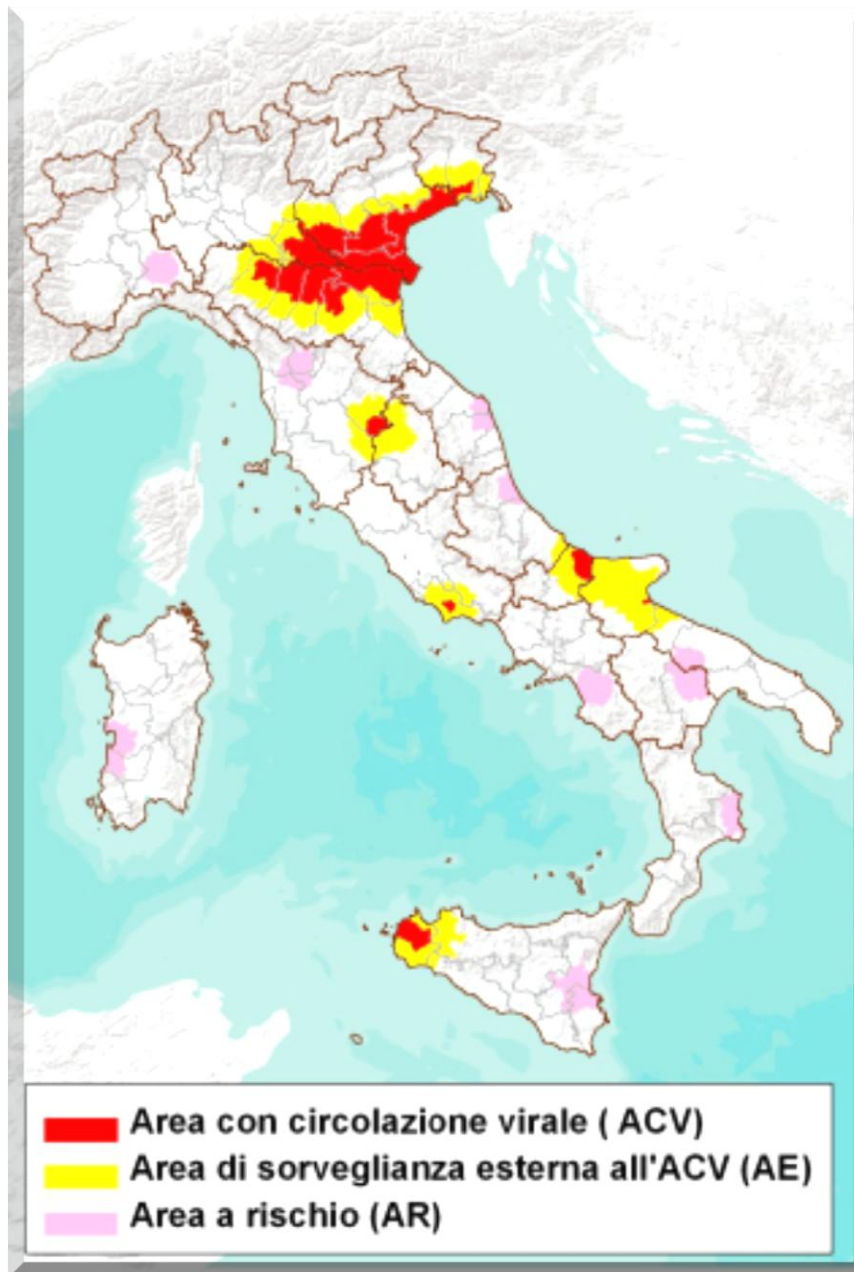 Area con circolazione virale ( ACV)
Area di sorveglianza esterna all'ACV (AE)
Area a rischio (AR)